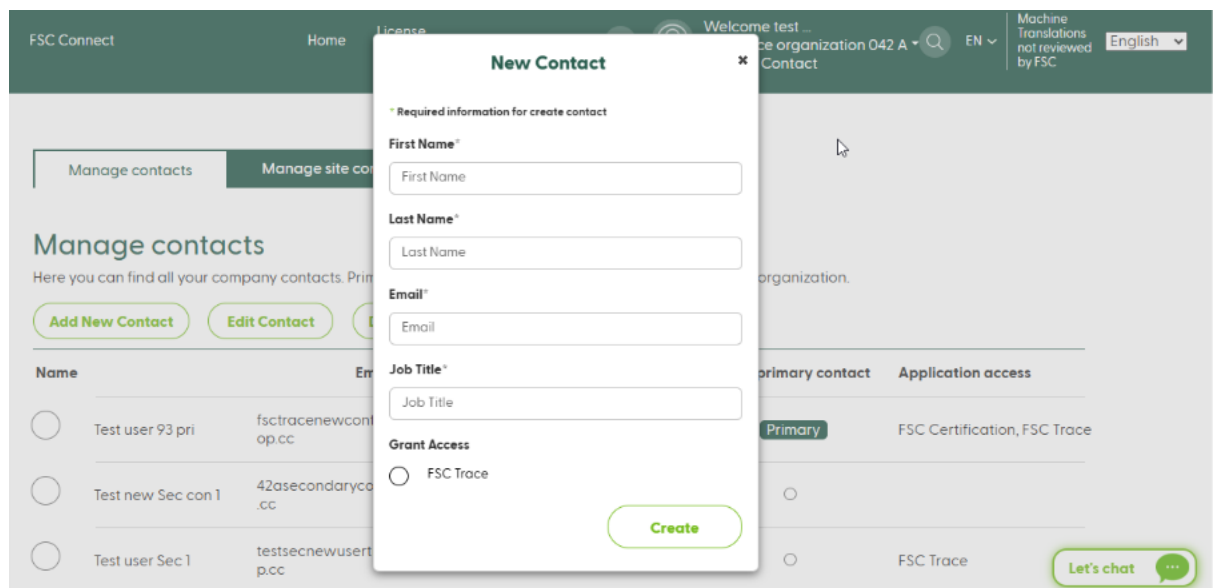 FSC Connect
Home
License
Welcome test ...
ce organization 042 A
Contact
EN
Machine
Translations
not reviewed
by FSC
English
New Contact
×
* Required information for create contact
First Name*
First Name
Last Name*
Last Name
Email*
Email
Job Title*
Job Title
Grant Access
FSC Trace
Create
Manage contacts
Manage site con
Manage contacts
Here you can find all your company contacts. Prim
organization.
Add New Contact
Edit Contact
Name
Em
primary contact
Application access
Test user 93 pri
fsctracenewcont
op.cc
Primary
FSC Certification, FSC Trace
Test new Sec con 1
42asecondaryco
.cc
Test user Sec 1
testsecnewusert
p.cc
FSC Trace
Let's chat